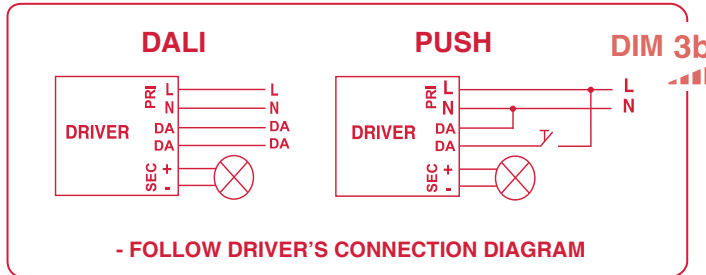 DALI
PUSH
DIM 3b
DRIVER
PRI
L
N
DA
DA
SEC
+
-
L
N
DA
DA
DRIVER
PRI
L
N
DA
DA
SEC
+
-
L
N
- FOLLOW DRIVER'S CONNECTION DIAGRAM